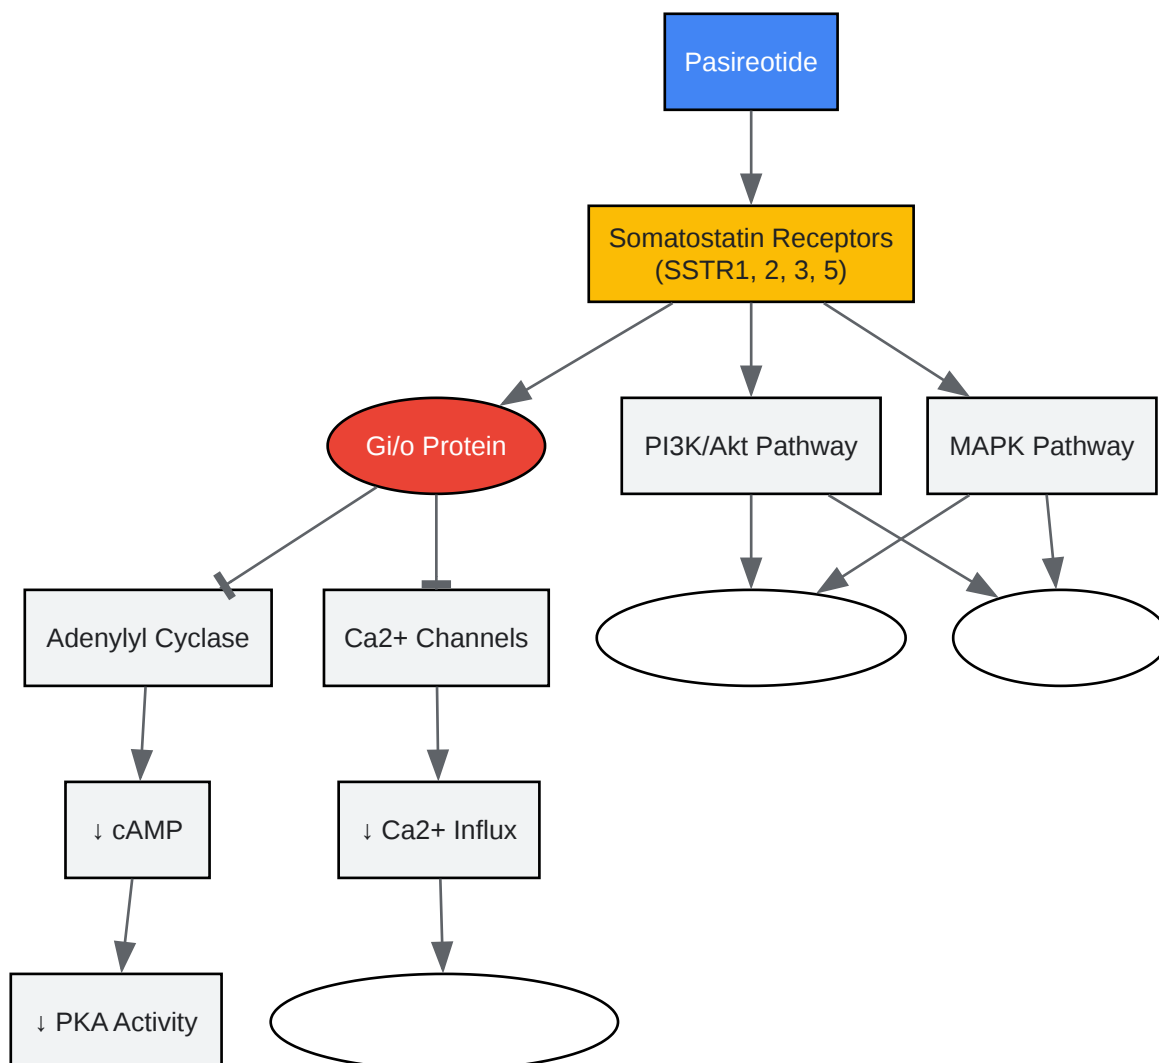 Pasireotide
Somatostatin Receptors
(SSTR1, 2, 3, 5)
Gi/o Protein
PI3K/Akt Pathway
MAPK Pathway
Adenylyl Cyclase
Ca2+ Channels
↓ cAMP
↓ Ca2+ Influx
↓ PKA Activity